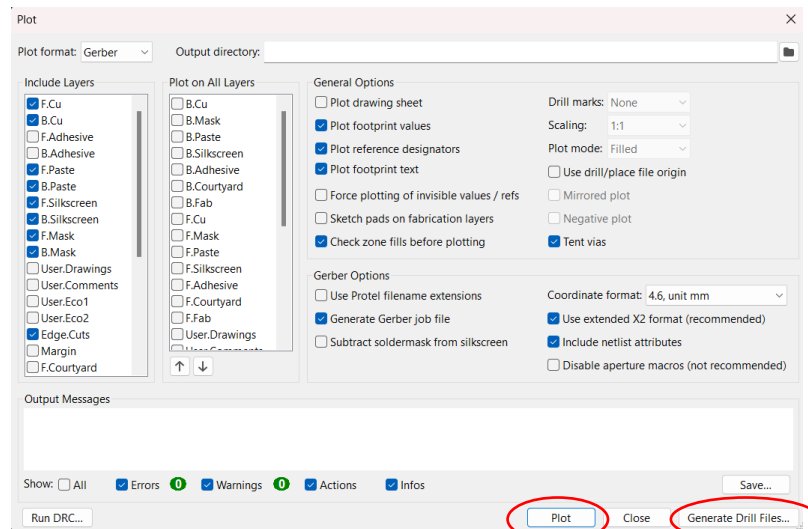 Plot
Plot format: Gerber
Output directory:
Include Layers
F.Cu
B.Cu
F.Adhesive
B.Adhesive
F.Paste
B.Paste
F.Silkscreen
B.Silkscreen
F.Mask
B.Mask
User.Drawings
User.Comments
User.Eco1
User.Eco2
Edge.Cuts
Margin
F.Courtyard
Plot on All Layers
B.Cu
B.Mask
B.Paste
B.Silkscreen
B.Adhesive
B.Courtyard
B.Fab
F.Cu
F.Mask
F.Paste
F.Silkscreen
F.Adhesive
F.Courtyard
F.Fab
User.Drawings
General Options
Plot drawing sheet
Plot footprint values
Plot reference designators
Plot footprint text
Force plotting of invisible values / refs
Sketch pads on fabrication layers
Check zone fills before plotting
Drill marks: None
Scaling: 1:1
Plot mode: Filled
Use drill/place file origin
Mirrored plot
Negative plot
Tent vias
Gerber Options
Use Protel filename extensions
Generate Gerber job file
Subtract soldermask from silkscreen
Coordinate format: 4.6, unit mm
Use extended X2 format (recommended)
Include netlist attributes
Disable aperture macros (not recommended)
Output Messages
Show: All Errors 0 Warnings 0 Actions Infos Save...
Run DRC... Plot Close Generate Drill Files...